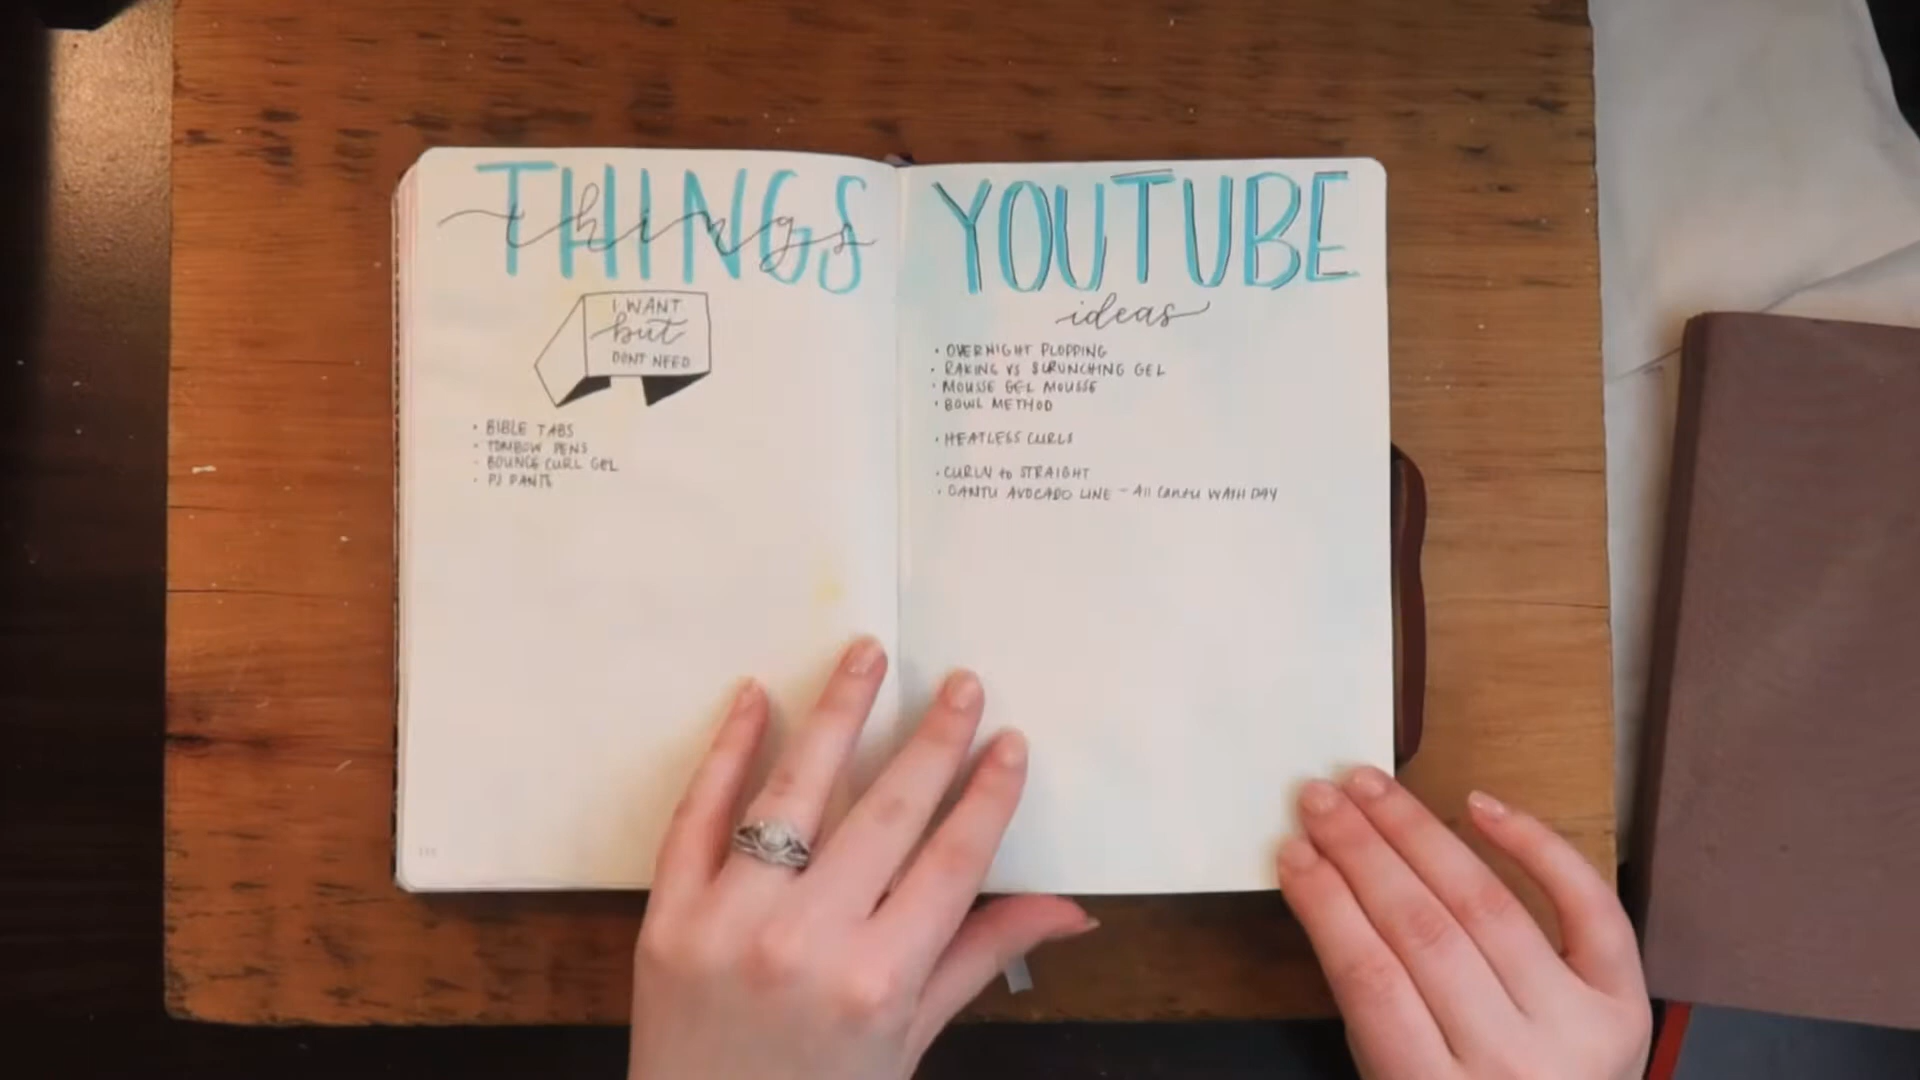 THINGS
things
I WANT
but
DONT NEED
• BIBLE TABS
• TOMBOW PENS
• BOUNCE CURL GEL
• PJ PANTS
YOUTUBE
ideas
• OVERNIGHT PLOPPING
• RAKING VS SCRUNCHING GEL
• MOUSSE GEL MOUSSE
• BOWL METHOD
• HEATLESS CURLS
• CURLY to STRAIGHT
• CANTU AVOCADO LINE - All Cantu WASH DAY